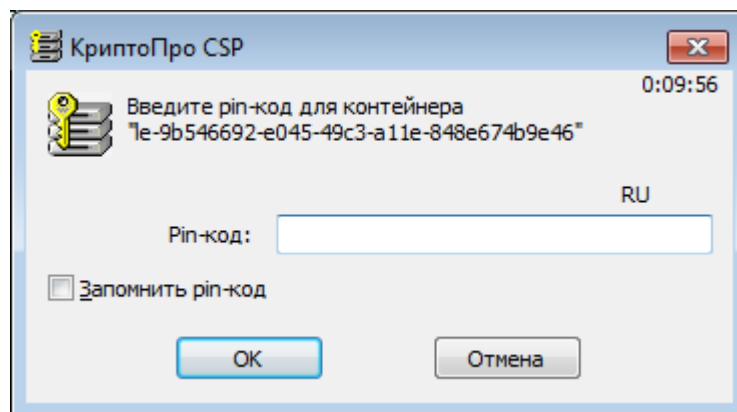 КриптоПро CSP
0:09:56
Введите pin-код для контейнера
"le-9b546692-e045-49c3-a11e-848e674b9e46"
RU
Pin-код:
Запомнить pin-код
ОК
Отмена